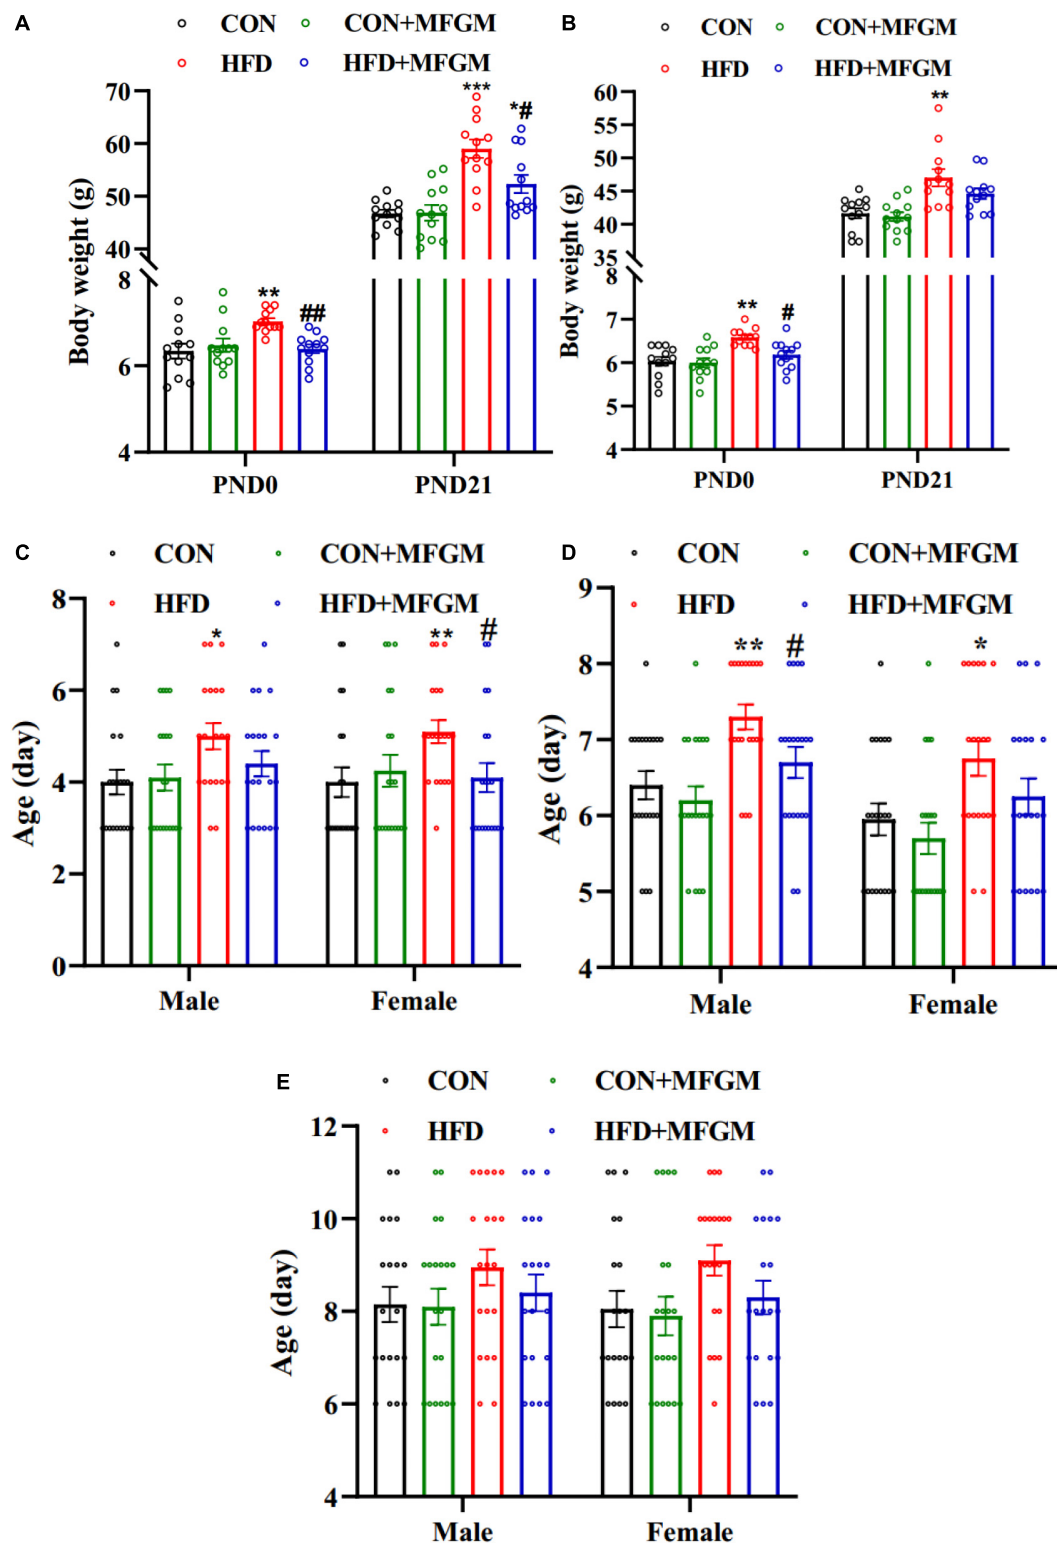 A
CON
CON+MFGM
HFD
HFD+MFGM
Body weight (g)
70
60
50
40
8
6
4
***
*#
**
##
PND0
PND21
B
CON
CON+MFGM
HFD
HFD+MFGM
Body weight (g)
60
55
50
45
40
35
8
7
6
5
4
**
**
#
PND0
PND21
C
CON
CON+MFGM
HFD
HFD+MFGM
Age (day)
8
6
4
2
0
*
**
#
Male
Female
D
CON
CON+MFGM
HFD
HFD+MFGM
Age (day)
9
8
7
6
5
4
**
#
*
Male
Female
E
CON
CON+MFGM
HFD
HFD+MFGM
Age (day)
12
10
8
6
4
Male
Female